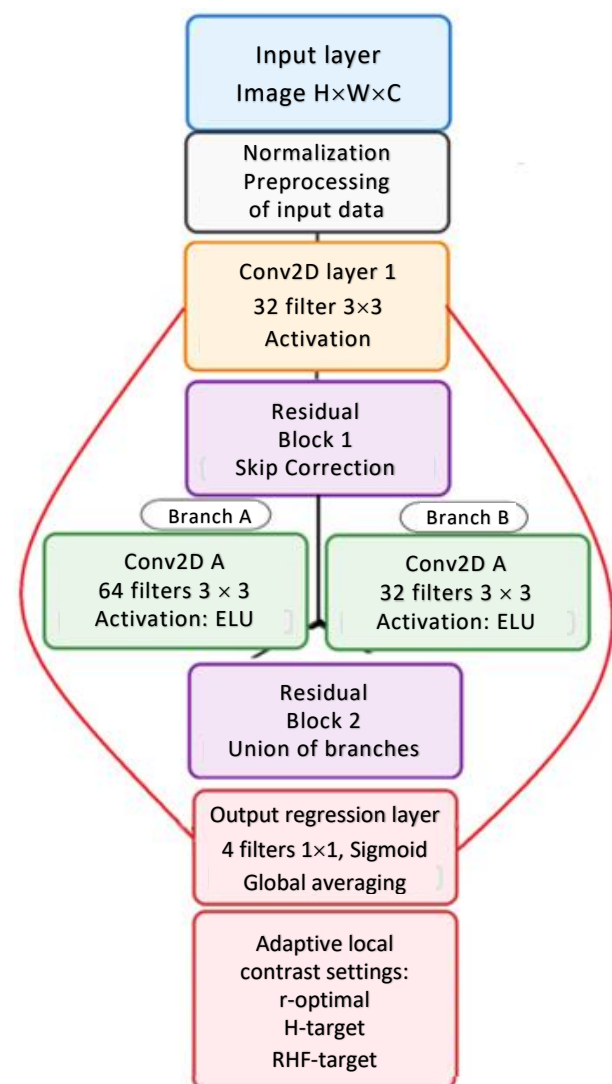 Input layer
Image H×W×C
Normalization
Preprocessing
of input data
Conv2D layer 1
32 filter 3×3
Activation
Residual
Block 1
Skip Correction
Branch A
Branch B
Conv2D A
64 filters 3 × 3
Activation: ELU
Conv2D A
32 filters 3 × 3
Activation: ELU
Residual
Block 2
Union of branches
Output regression layer
4 filters 1×1, Sigmoid
Global averaging
Adaptive local
contrast settings:
r-optimal
H-target
RHF-target